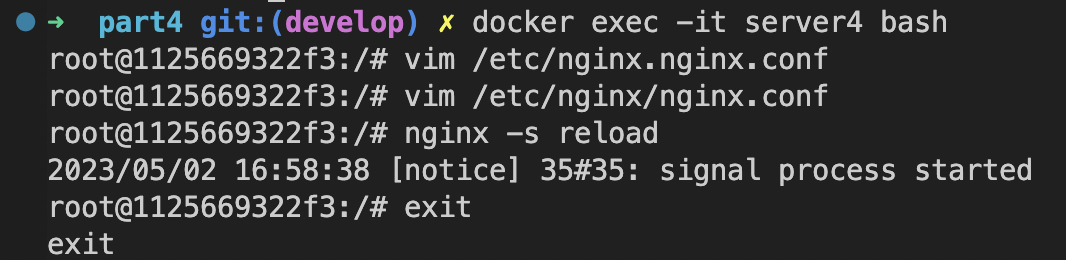 ➜ part4 git:(develop) ✗ docker exec -it server4 bash
root@1125669322f3:/# vim /etc/nginx.nginx.conf
root@1125669322f3:/# vim /etc/nginx/nginx.conf
root@1125669322f3:/# nginx -s reload
2023/05/02 16:58:38 [notice] 35#35: signal process started
root@1125669322f3:/# exit
exit